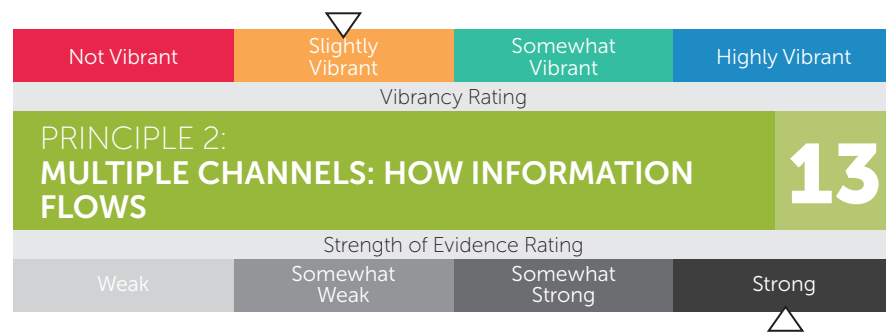 Not Vibrant
Slightly
Vibrant
Somewhat
Vibrant
Highly Vibrant
Vibrancy Rating
PRINCIPLE 2:
MULTIPLE CHANNELS: HOW INFORMATION
FLOWS
13
Strength of Evidence Rating
Weak
Somewhat
Weak
Somewhat
Strong
Strong